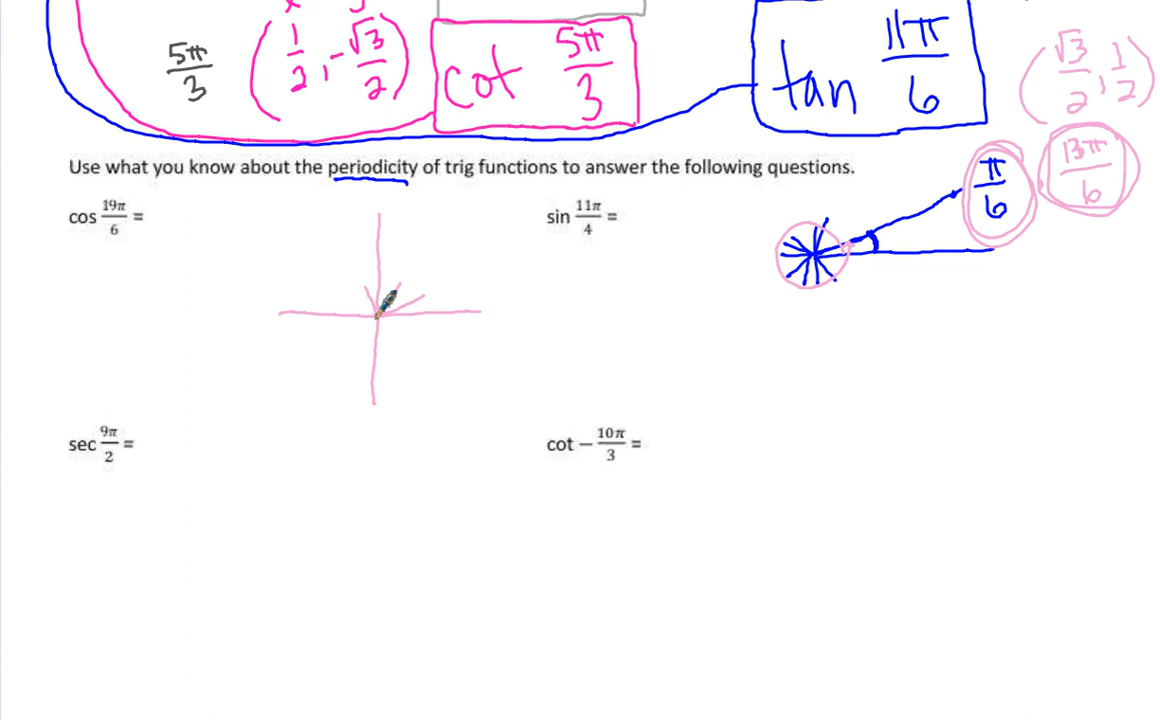 5π/3 (1/2, -√3/2) cot 5π/3 tan 11π/6 (√3/2, 1/2)
Use what you know about the periodicity of trig functions to answer the following questions.
π/6 13π/6
cos 19π/6 = sin 11π/4 =
sec 9π/2 = cot − 10π/3 =